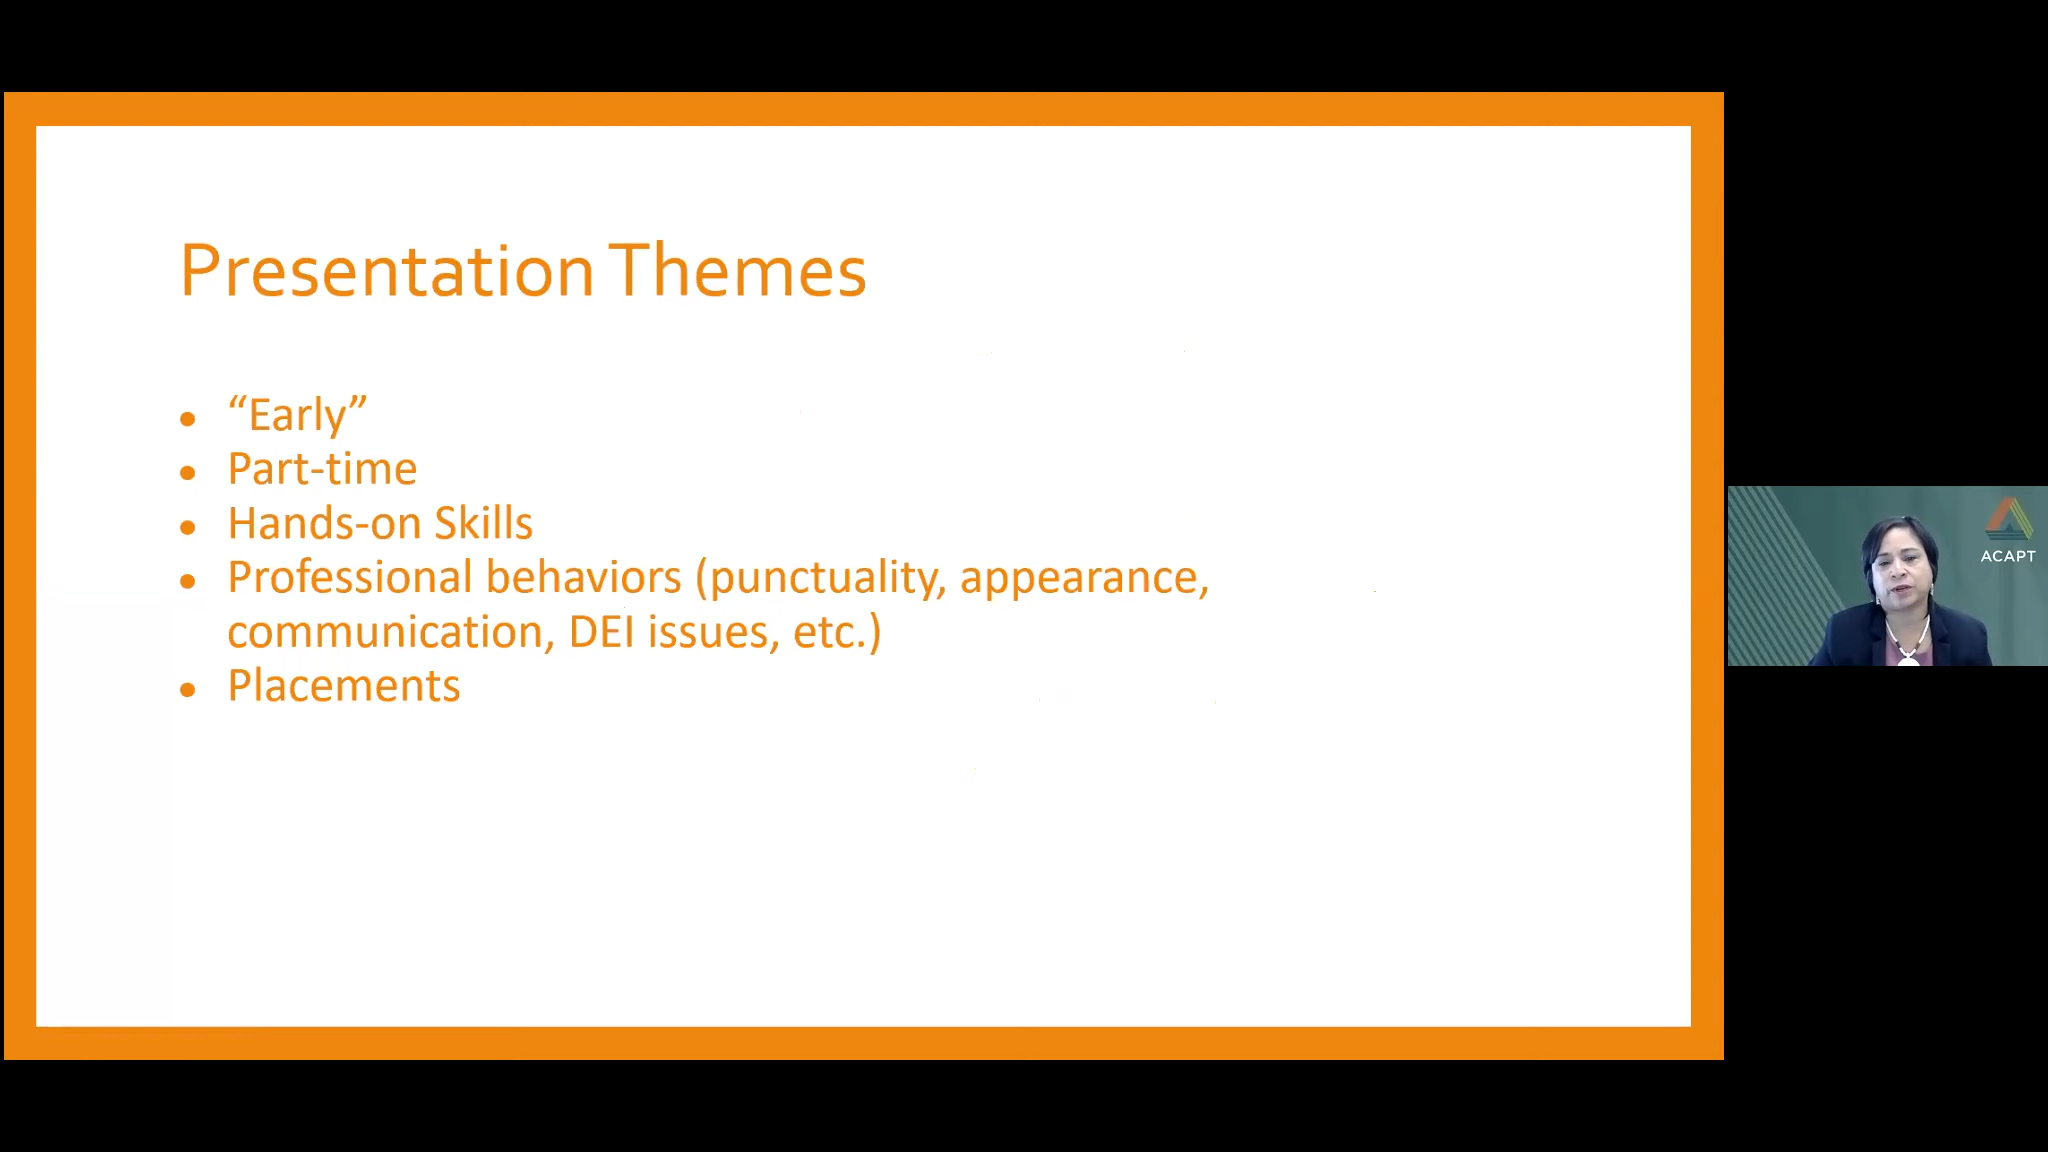 Presentation Themes
• “Early”
• Part-time
• Hands-on Skills
• Professional behaviors (punctuality, appearance,
communication, DEI issues, etc.)
• Placements
ACAPT